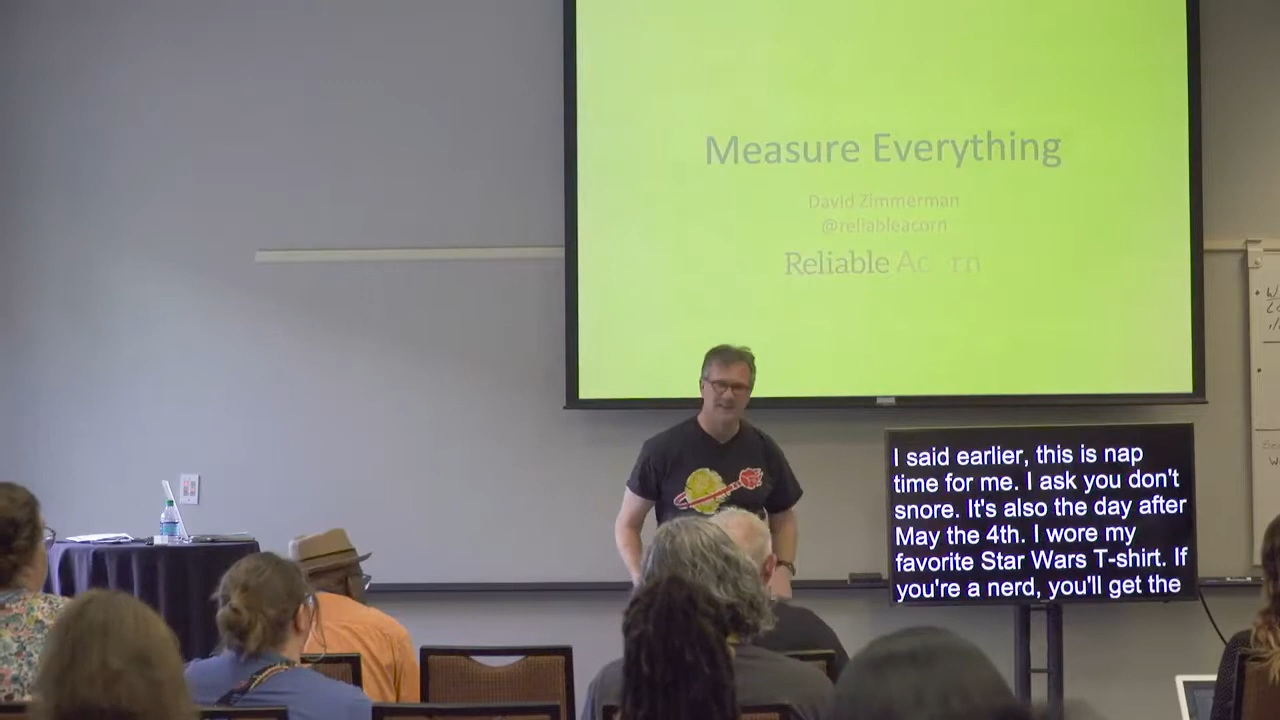 Measure Everything
David Zimmerman
@reliableacorn
Reliable Acorn
I said earlier, this is nap
time for me. I ask you don't
snore. It's also the day after
May the 4th. I wore my
favorite Star Wars T-shirt. If
you're a nerd, you'll get the